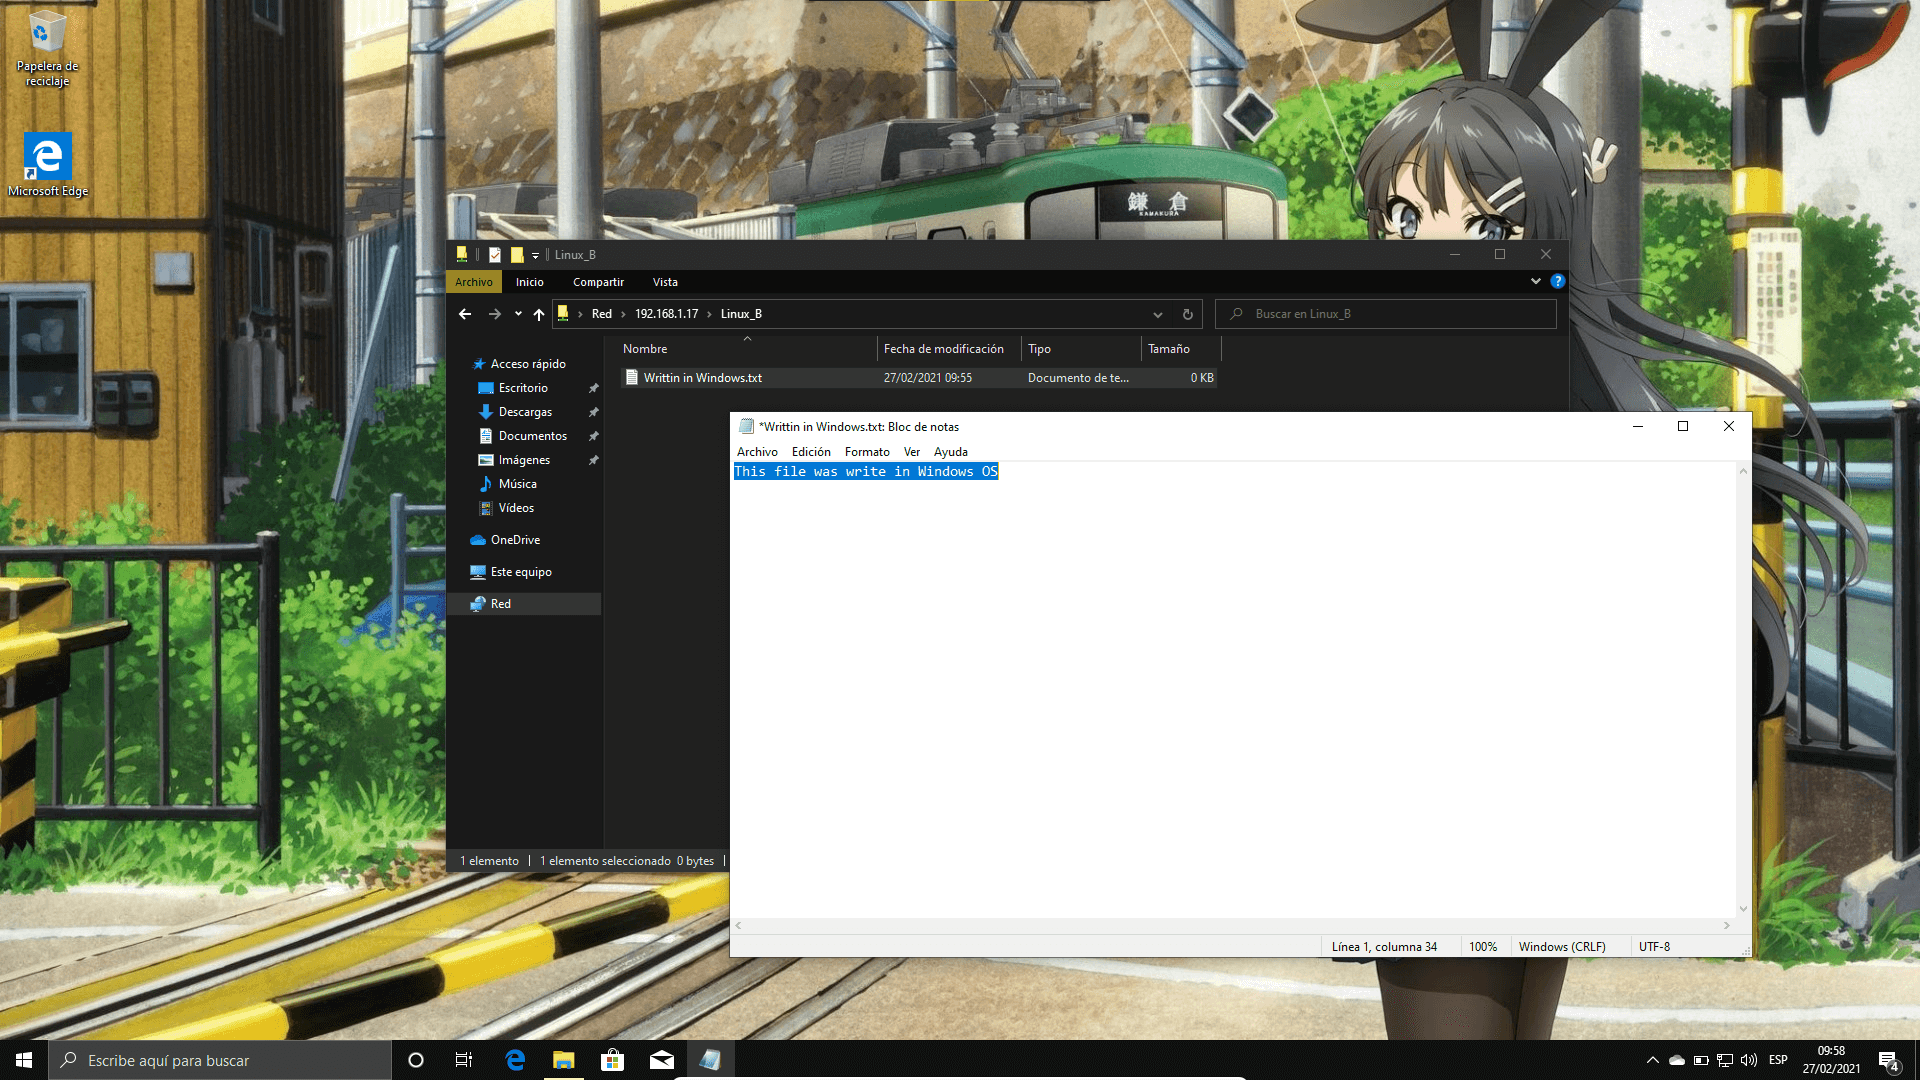 Papelera de
reciclaje
Microsoft Edge
鎌倉
KAMAKURA
Linux_B
Archivo Inicio Compartir Vista
Red 192.168.1.17 Linux_B
Buscar en Linux_B
Nombre Fecha de modificación Tipo Tamaño
Writtin in Windows.txt 27/02/2021 09:55 Documento de te... 0 KB
Acceso rápido
Escritorio
Descargas
Documentos
Imágenes
Música
Vídeos
OneDrive
Este equipo
Red
1 elemento 1 elemento seleccionado 0 bytes
*Writtin in Windows.txt: Bloc de notas
Archivo Edición Formato Ver Ayuda
This file was write in Windows OS
Línea 1, columna 34 100% Windows (CRLF) UTF-8
Escribe aquí para buscar
ESP
09:58
27/02/2021
4